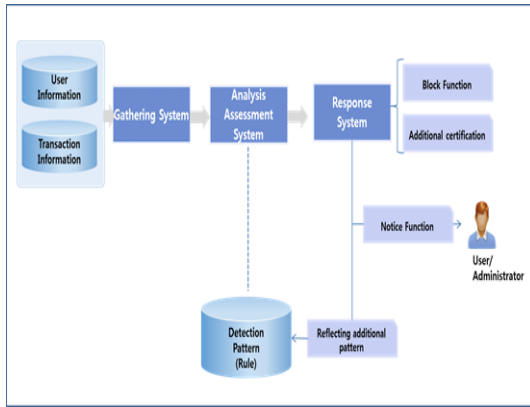 User
Information
Transaction
Information
Gathering System
Analysis
Assessment
System
Response
System
Block Function
Additional certification
Notice Function
User/
Administrator
Detection
Pattern
(Rule)
Reflecting additional
pattern